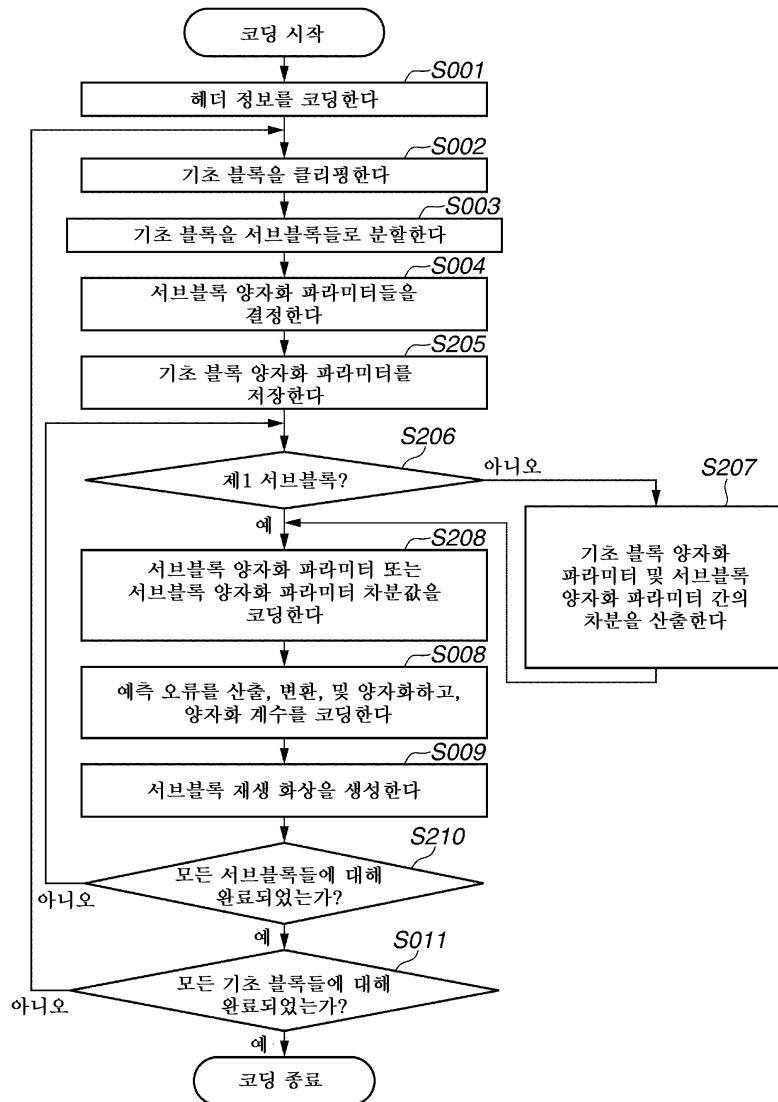 코딩 시작
S001
헤더 정보를 코딩한다
S002
기초 블록을 클리핑한다
S003
기초 블록을 서브블록들로 분할한다
S004
서브블록 양자화 파라미터들을
결정한다
S205
기초 블록 양자화 파라미터를
저장한다
S206
제1 서브블록?
아니오
예
S207
기초 블록 양자화
파라미터 및 서브블록
양자화 파라미터 간의
차분을 산출한다
S208
서브블록 양자화 파라미터 또는
서브블록 양자화 파라미터 차분값을
코딩한다
S008
예측 오류를 산출, 변환, 및 양자화하고,
양자화 계수를 코딩한다
S009
서브블록 재생 화상을 생성한다
S210
모든 서브블록들에 대해
완료되었는가?
아니오
예
S011
모든 기초 블록들에 대해
완료되었는가?
아니오
예
코딩 종료